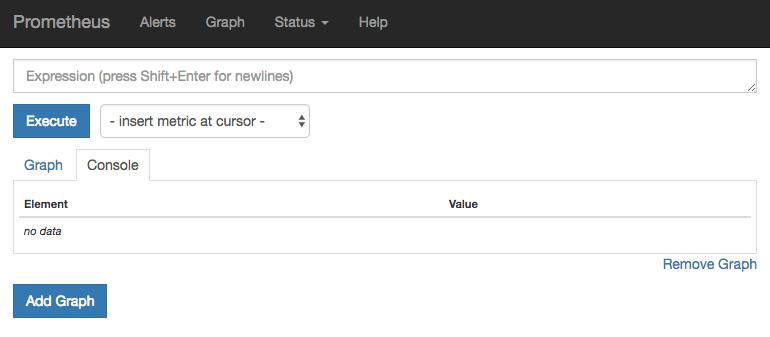 Prometheus Alerts Graph Status Help
Expression (press Shift+Enter for newlines)
Execute - insert metric at cursor -
Graph Console
Element Value
no data
Remove Graph
Add Graph